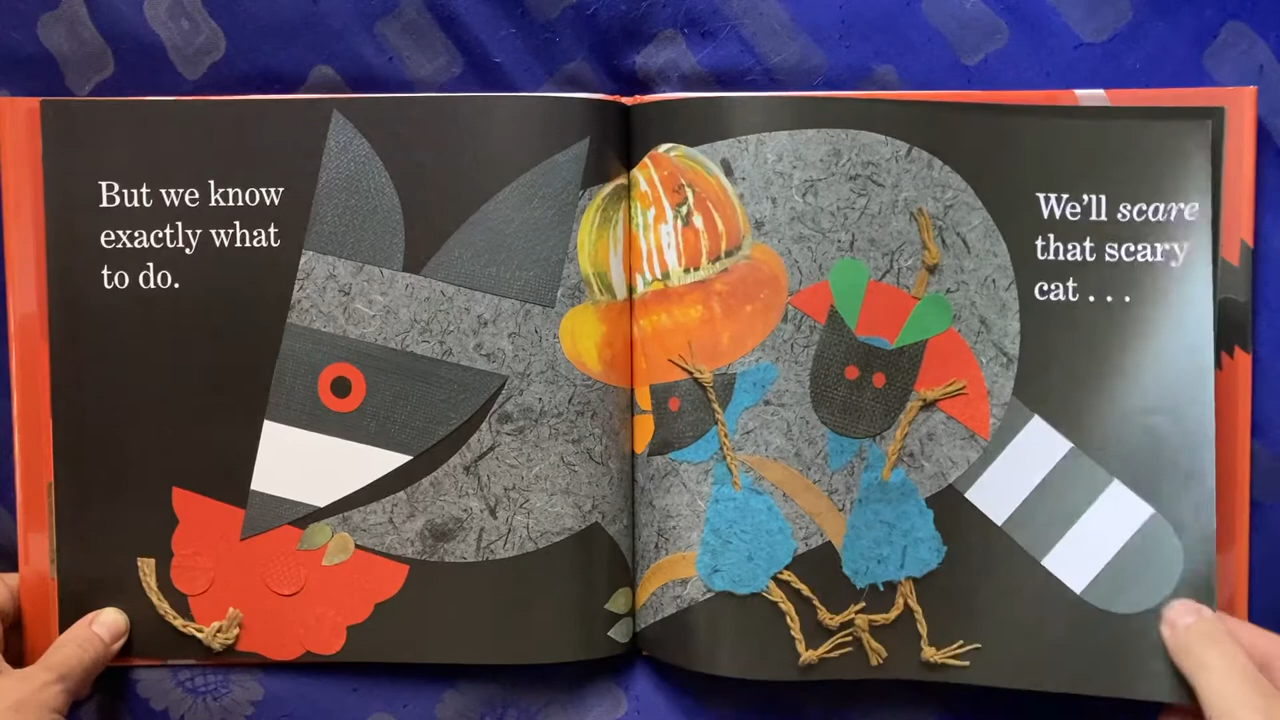 But we know
exactly what
to do.
We'll scare
that scary
cat . . .